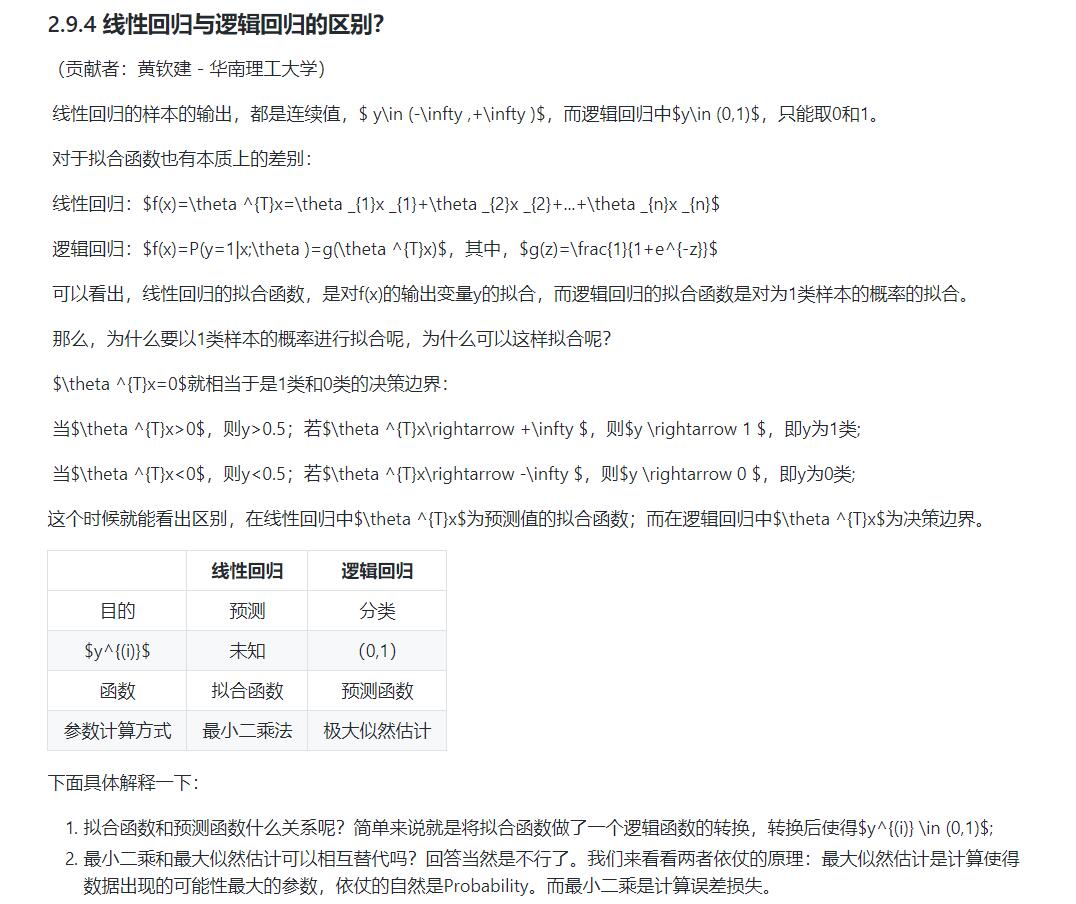 2.9.4 线性回归与逻辑回归的区别？
（贡献者：黄钦建－华南理工大学）
线性回归的样本的输出，都是连续值，$ y\in (-\infty ,+\infty )$，而逻辑回归中$y\in (0,1)$，只能取0和1。
对于拟合函数也有本质上的差别：
线性回归：$f(x)=\theta ^{T}x=\theta _{1}x _{1}+\theta _{2}x _{2}+...+\theta _{n}x _{n}$
逻辑回归：$f(x)=P(y=1|x;\theta )=g(\theta ^{T}x)$，其中，$g(z)=\frac{1}{1+e^{-z}}$
可以看出，线性回归的拟合函数，是对f(x)的输出变量y的拟合，而逻辑回归的拟合函数是对为1类样本的概率的拟合。
那么，为什么要以1类样本的概率进行拟合呢，为什么可以这样拟合呢？
$\theta ^{T}x=0$就相当于是1类和0类的决策边界：
当$\theta ^{T}x>0$，则y>0.5；若$\theta ^{T}x\rightarrow +\infty $，则$y \rightarrow 1 $，即y为1类;
当$\theta ^{T}x<0$，则y<0.5；若$\theta ^{T}x\rightarrow -\infty $，则$y \rightarrow 0 $，即y为0类;
这个时候就能看出区别，在线性回归中$\theta ^{T}x$为预测值的拟合函数；而在逻辑回归中$\theta ^{T}x$为决策边界。
线性回归 逻辑回归
目的 预测 分类
$y^{(i)}$ 未知 （0,1）
函数 拟合函数 预测函数
参数计算方式 最小二乘法 极大似然估计
下面具体解释一下：
1. 拟合函数和预测函数什么关系呢？简单来说就是将拟合函数做了一个逻辑函数的转换，转换后使得$y^{(i)} \in (0,1)$;
2. 最小二乘和最大似然估计可以相互替代吗？回答当然是不行了。我们来看看两者依仗的原理：最大似然估计是计算使得
数据出现的可能性最大的参数，依仗的自然是Probability。而最小二乘是计算误差损失。